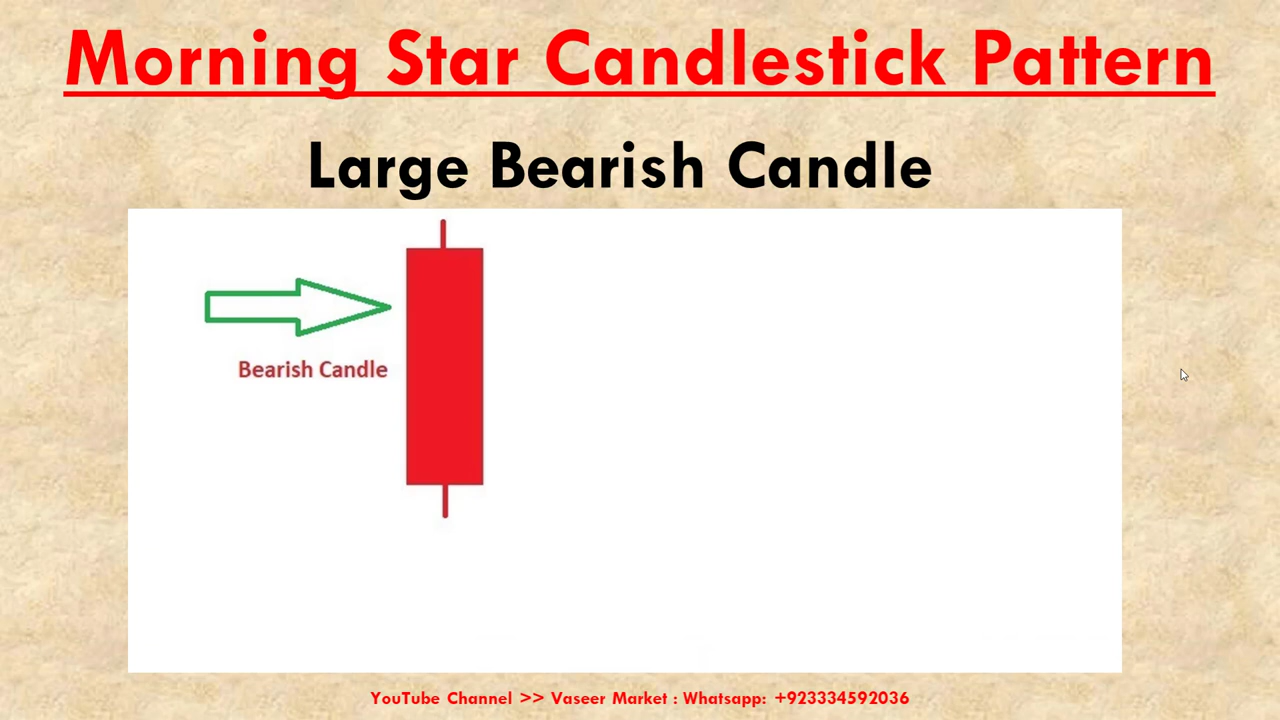 Morning Star Candlestick Pattern
Large Bearish Candle
Bearish Candle
YouTube Channel >> Vaseer Market : Whatsapp: +923334592036